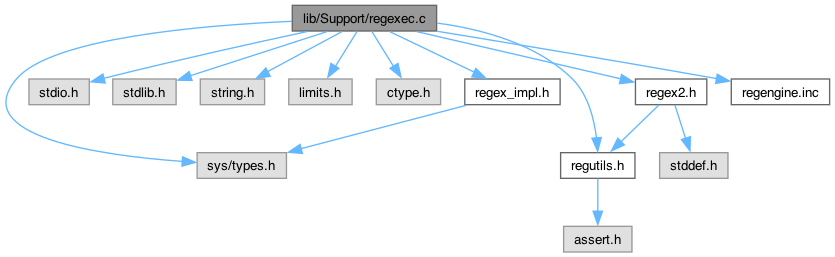 lib/Support/regexec.c
stdio.h
stdlib.h
string.h
limits.h
ctype.h
regex_impl.h
regex2.h
regengine.inc
sys/types.h
regutils.h
stddef.h
assert.h